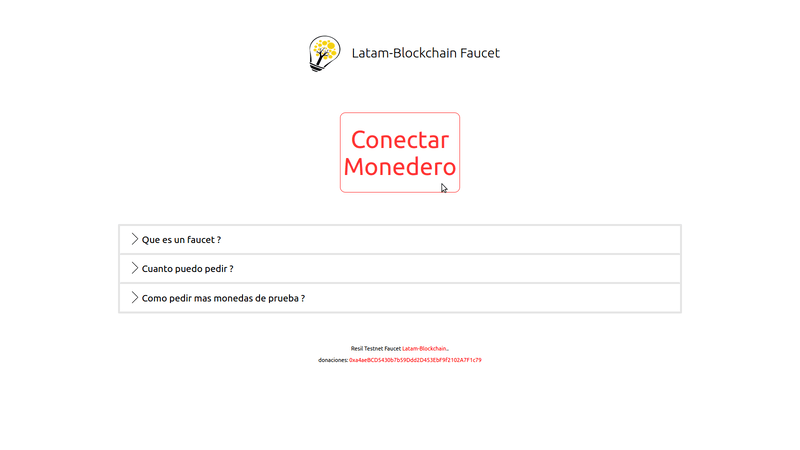 Latam-Blockchain Faucet
Conectar
Monedero
Que es un faucet ?
Cuanto puedo pedir ?
Como pedir mas monedas de prueba ?
Resil Testnet Faucet Latam-Blockchain..
donaciones: